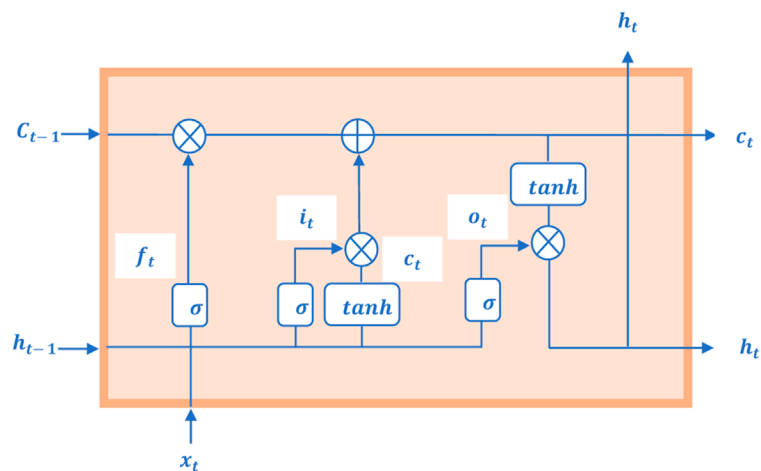 h_t
C_{t−1}
c_t
tanh
i_t
o_t
f_t
c_t
σ
σ
tanh
σ
h_{t−1}
h_t
x_t